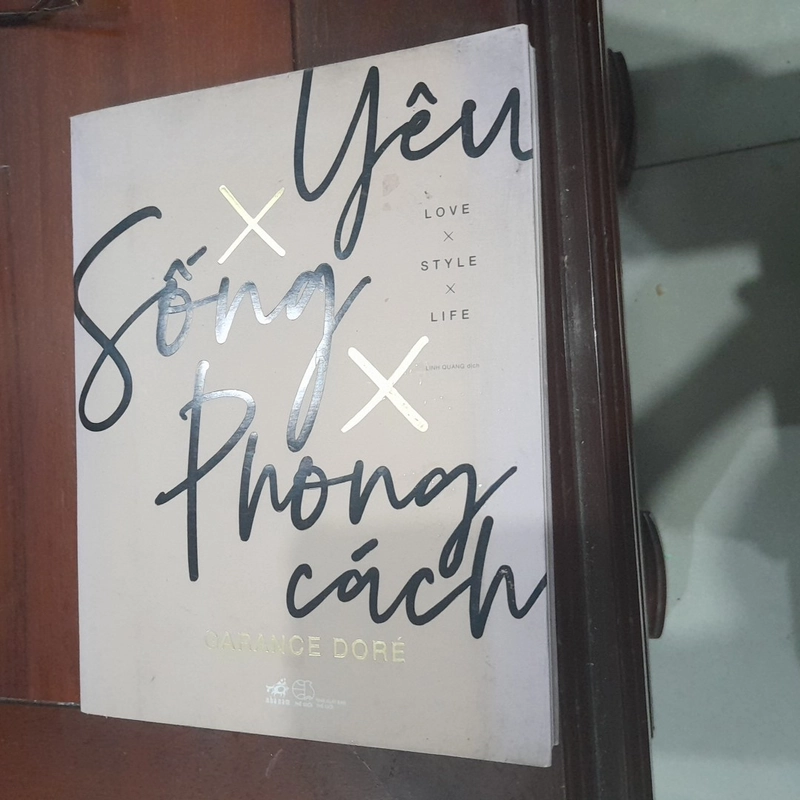 Yêu
×
Sống
×
Phong
cách
LOVE
×
STYLE
×
LIFE
LINH QUANG dịch
GARANCE DORÉ